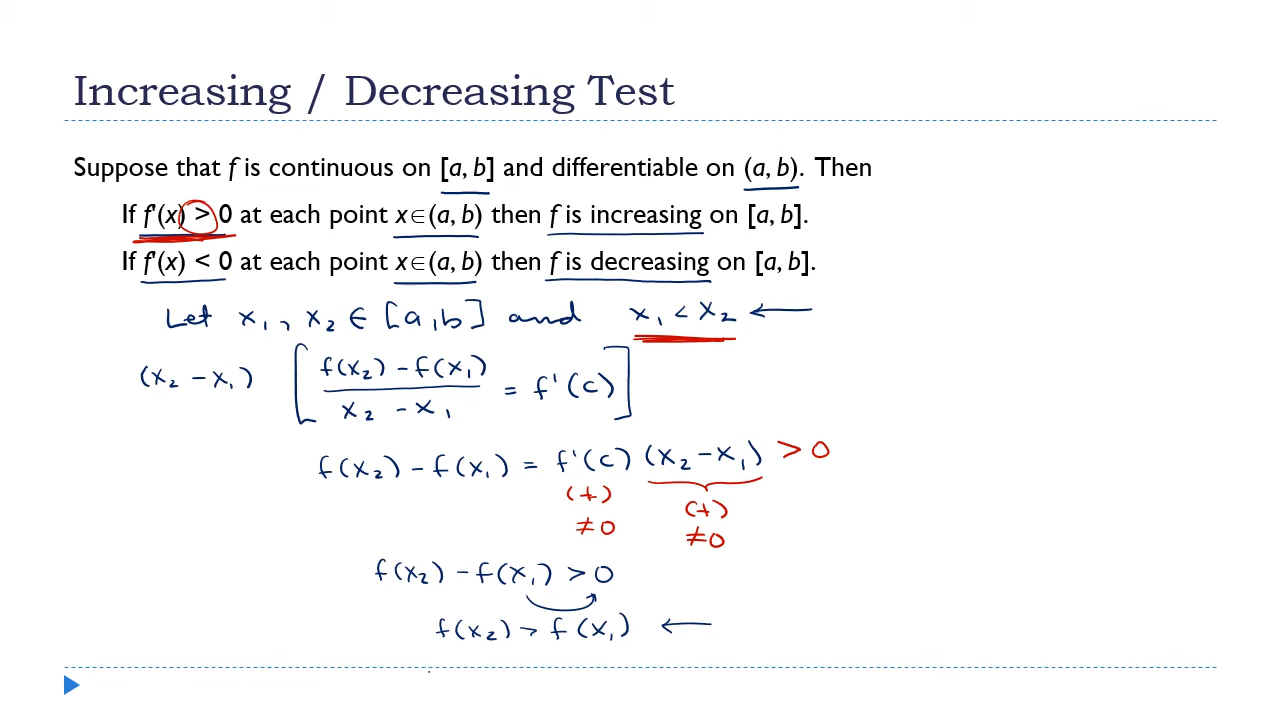 Increasing / Decreasing Test
Suppose that f is continuous on [a, b] and differentiable on (a, b). Then
If f'(x) > 0 at each point x∈(a, b) then f is increasing on [a, b].
If f'(x) < 0 at each point x∈(a, b) then f is decreasing on [a, b].
Let x₁, x₂ ∈ [a, b] and x₁ < x₂ ←
(x₂ - x₁) [ (f(x₂) - f(x₁)) / (x₂ - x₁) = f'(c) ]
f(x₂) - f(x₁) = f'(c) (x₂ - x₁) > 0
(+) (+)
≠0 ≠0
f(x₂) - f(x₁) > 0
f(x₂) > f(x₁) ←